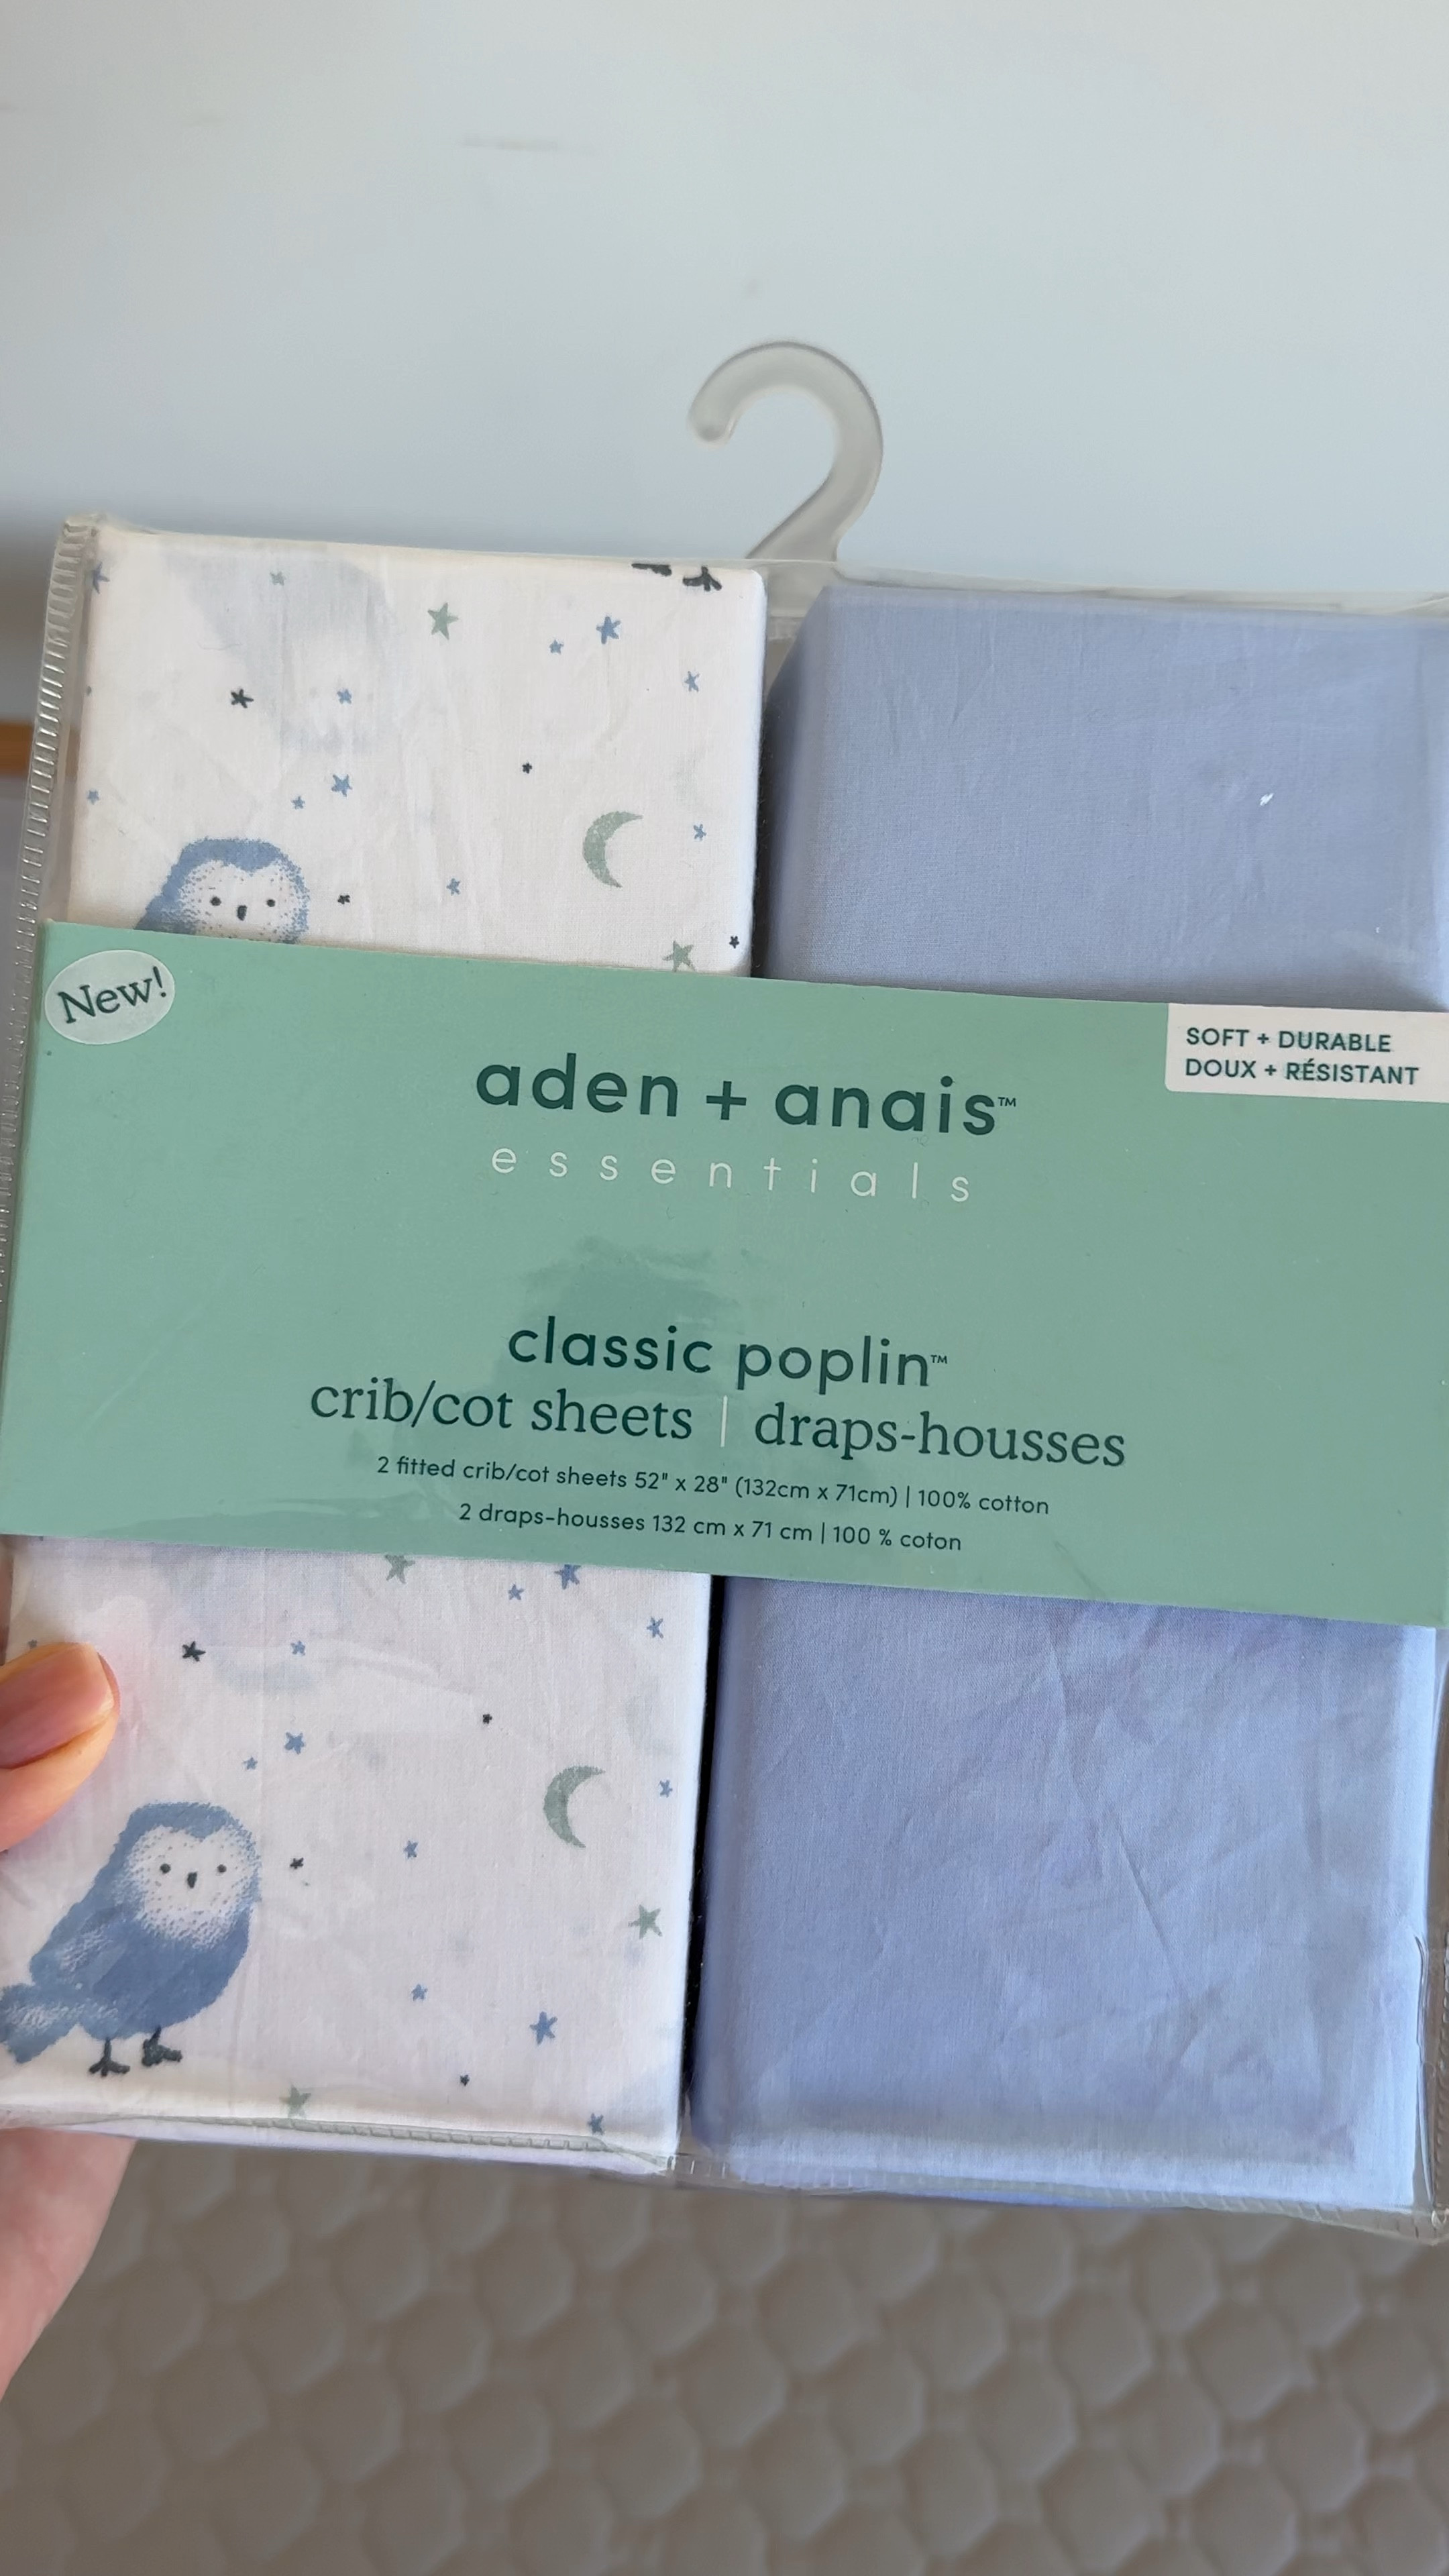 New!
SOFT + DURABLE
DOUX + RÉSISTANT
aden + anais™
essentials
classic poplin™
crib/cot sheets | draps-housses
2 fitted crib/cot sheets 52" x 28" (132cm x 71cm) | 100% cotton
2 draps-housses 132 cm x 71 cm | 100 % coton